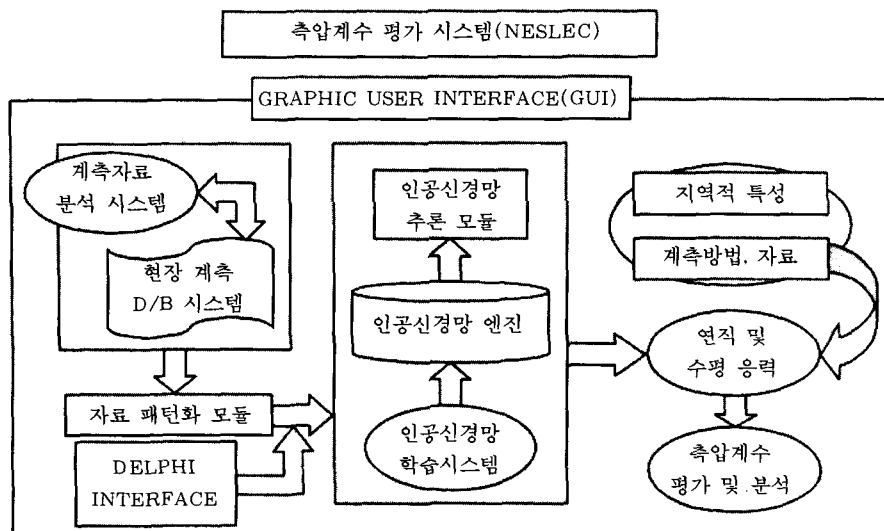 측압계수 평가 시스템(NESLEC)
GRAPHIC USER INTERFACE(GUI)
계측자료
분석 시스템
현장 계측
D/B 시스템
자료 패턴화 모듈
DELPHI
INTERFACE
인공신경망
추론 모듈
인공신경망 엔진
인공신경망
학습시스템
지역적 특성
계측방법, 자료
연직 및
수평 응력
측압계수
평가 및 분석